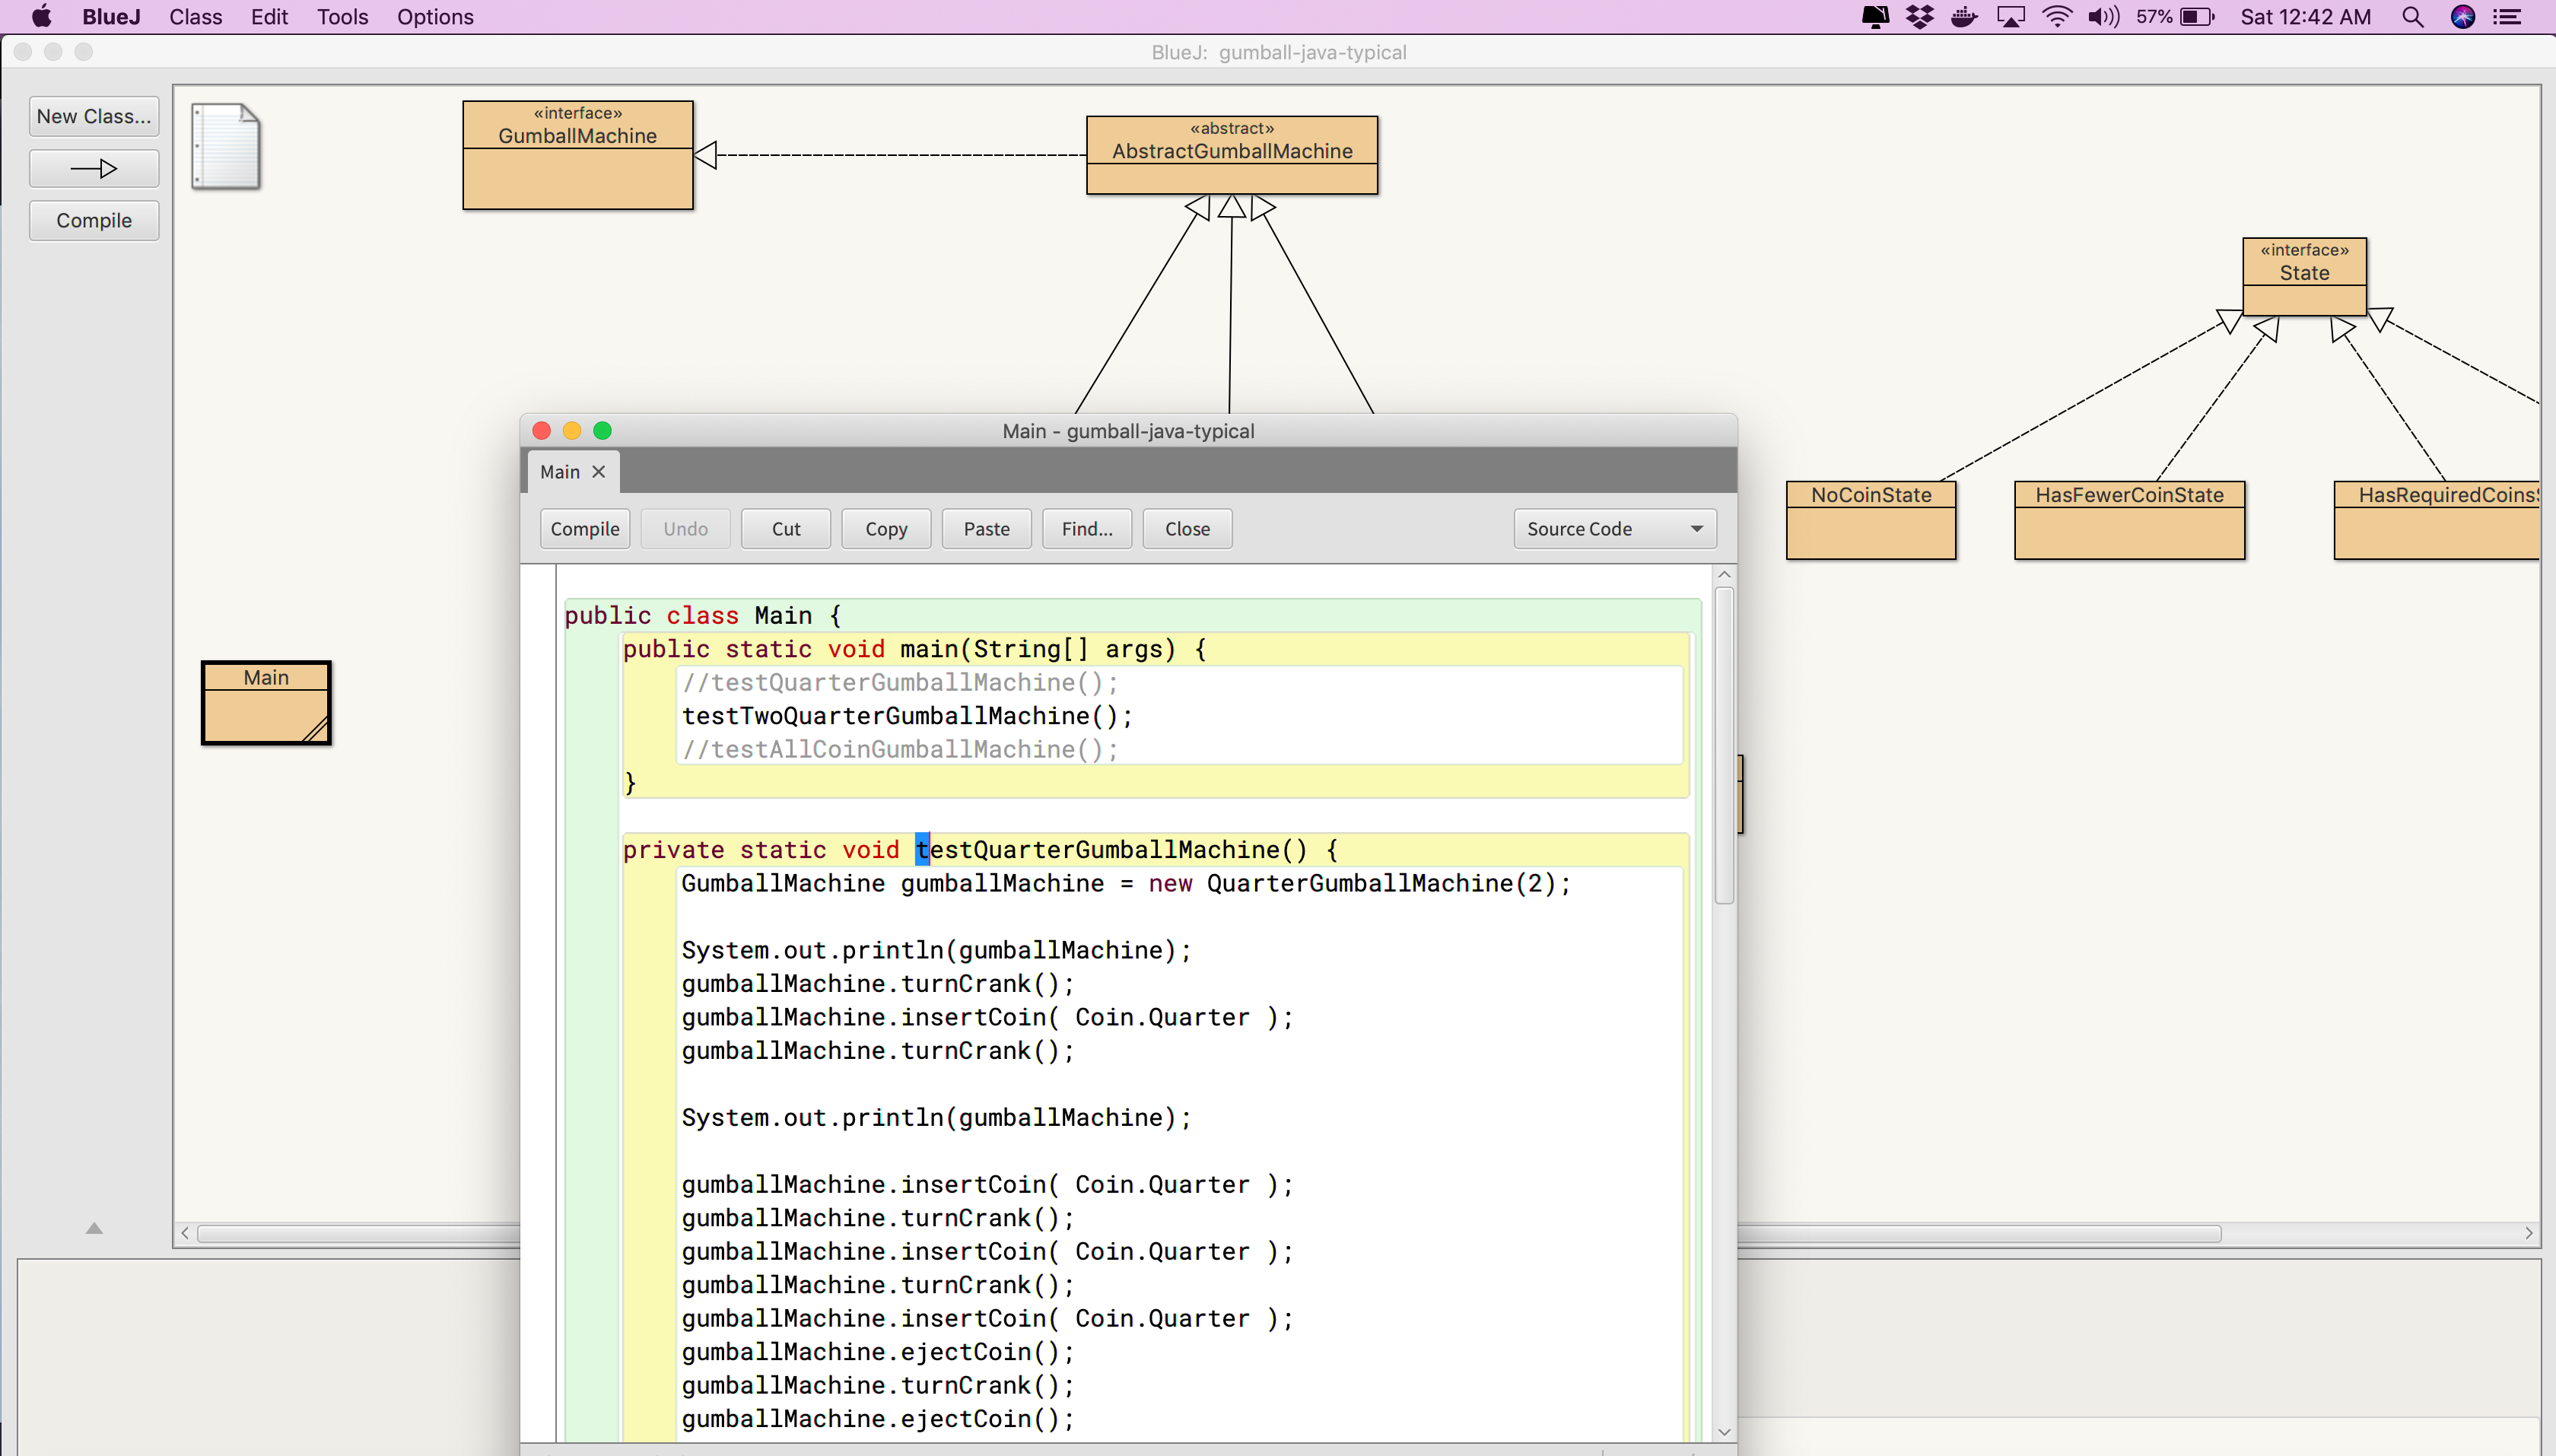 BlueJ Class Edit Tools Options 57% Sat 12:42 AM
BlueJ: gumball-java-typical
New Class...
Compile
«interface»
GumballMachine
«abstract»
AbstractGumballMachine
«interface»
State
NoCoinState
HasFewerCoinState
HasRequiredCoinsS
Main
Main - gumball-java-typical
Main
Compile Undo Cut Copy Paste Find... Close Source Code
public class Main {
public static void main(String[] args) {
//testQuarterGumballMachine();
testTwoQuarterGumballMachine();
//testAllCoinGumballMachine();
}
private static void testQuarterGumballMachine() {
GumballMachine gumballMachine = new QuarterGumballMachine(2);
System.out.println(gumballMachine);
gumballMachine.turnCrank();
gumballMachine.insertCoin( Coin.Quarter );
gumballMachine.turnCrank();
System.out.println(gumballMachine);
gumballMachine.insertCoin( Coin.Quarter );
gumballMachine.turnCrank();
gumballMachine.insertCoin( Coin.Quarter );
gumballMachine.turnCrank();
gumballMachine.insertCoin( Coin.Quarter );
gumballMachine.ejectCoin();
gumballMachine.turnCrank();
gumballMachine.ejectCoin();